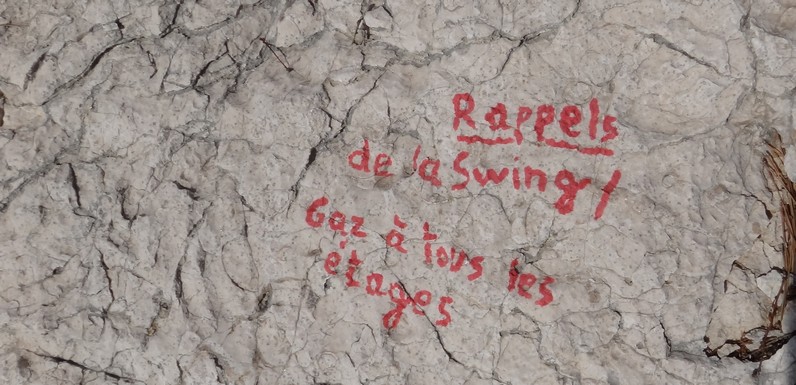 Rappels
de la Swing/
Gaz à tous les
étages